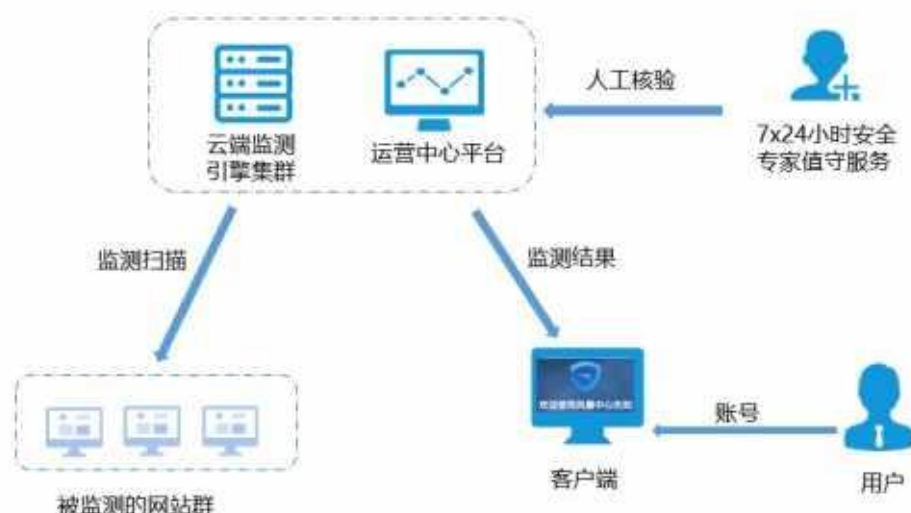 人工核验
云端监测
引擎集群
运营中心平台
7x24小时安全
专家值守服务
监测扫描
监测结果
账号
客户端
用户
被监测的网站群